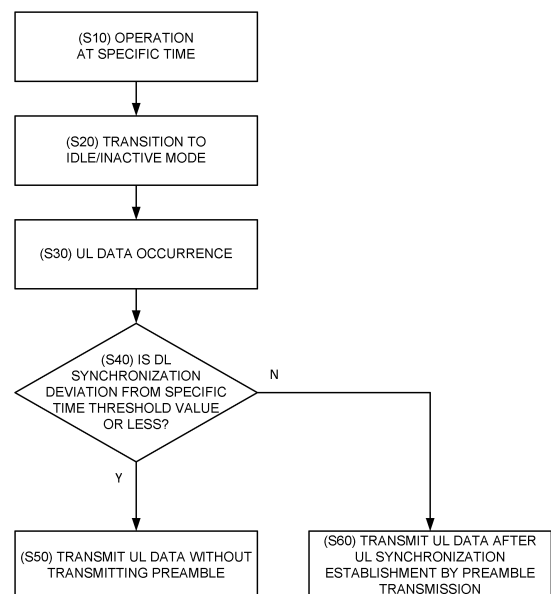 (S10) OPERATION
AT SPECIFIC TIME
(S20) TRANSITION TO
IDLE/INACTIVE MODE
(S30) UL DATA OCCURRENCE
(S40) IS DL
SYNCHRONIZATION
DEVIATION FROM SPECIFIC
TIME THRESHOLD VALUE
OR LESS?
N
Y
(S50) TRANSMIT UL DATA WITHOUT
TRANSMITTING PREAMBLE
(S60) TRANSMIT UL DATA AFTER
UL SYNCHRONIZATION
ESTABLISHMENT BY PREAMBLE
TRANSMISSION